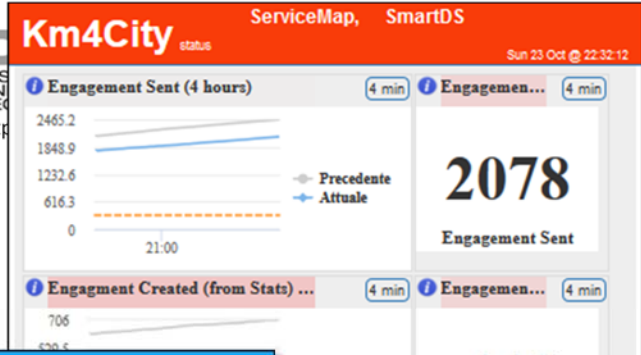 ServiceMap, SmartDS
Km4City status
Sun 23 Oct @ 22:32:12
Engagement Sent (4 hours) 4 min
Engagemen... 4 min
2465.2
1848.9
1232.6
616.3
0
21:00
Precedente
Attuale
2078
Engagement Sent
Engagment Created (from Stats) ... 4 min
Engagemen... 4 min
706
529.5